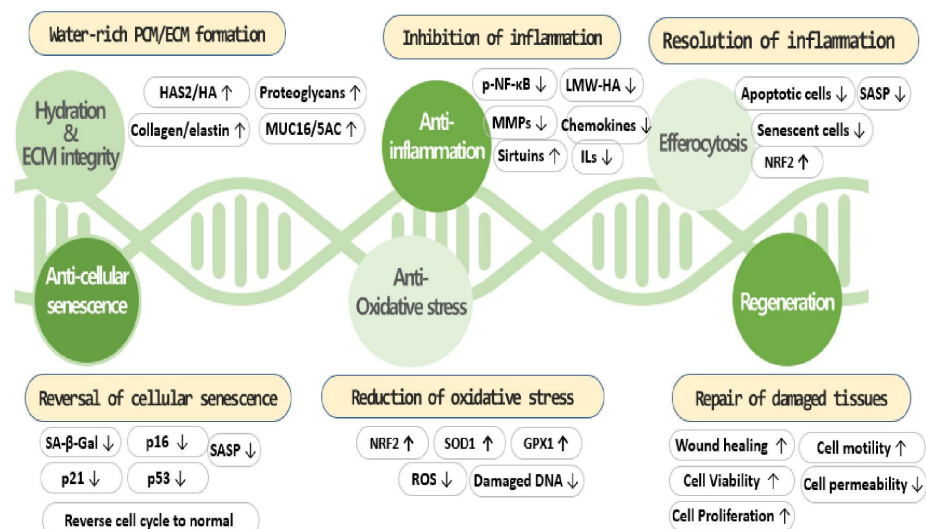 Water-rich PCM/ECM formation
Hydration
&
ECM integrity
HAS2/HA ↑
Proteoglycans ↑
Collagen/elastin ↑
MUC16/5AC ↑
Inhibition of inflammation
Anti-
inflammation
p-NF-κB ↓
LMW-HA ↓
MMPs ↓
Chemokines ↓
Sirtuins ↑
ILs ↓
Resolution of inflammation
Efferocytosis
Apoptotic cells ↓
SASP ↓
Senescent cells ↓
NRF2 ↑
Anti-cellular
senescence
Reversal of cellular senescence
SA-β-Gal ↓
p16 ↓
SASP ↓
p21 ↓
p53 ↓
Reverse cell cycle to normal
Anti-
Oxidative stress
Reduction of oxidative stress
NRF2 ↑
SOD1 ↑
GPX1 ↑
ROS ↓
Damaged DNA ↓
Regeneration
Repair of damaged tissues
Wound healing ↑
Cell motility ↑
Cell Viability ↑
Cell permeability ↓
Cell Proliferation ↑